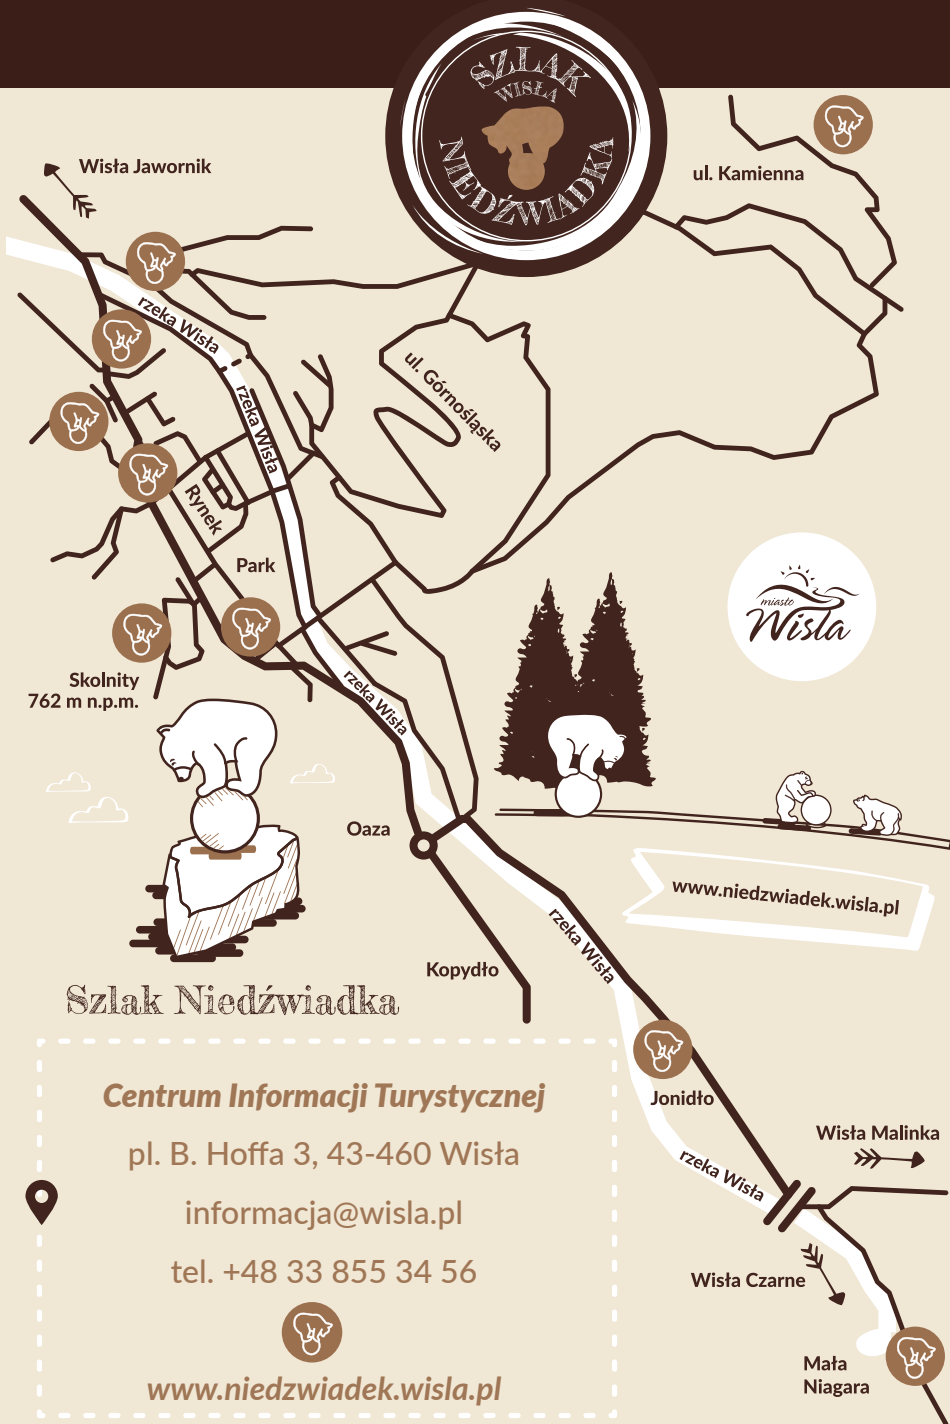 SZLAK
WISŁA
NIEDŹWIADKA
Wisła Jawornik
ul. Kamienna
rzeka Wisła
ul. Górnośląska
rzeka Wisła
Rynek
Park
miasto
Wisła
Skolnity
762 m n.p.m.
rzeka Wisła
Oaza
www.niedzwiadek.wisla.pl
rzeka Wisła
Kopydło
Szlak Niedźwiadka
Jonidło
Centrum Informacji Turystycznej
pl. B. Hoffa 3, 43-460 Wisła
informacja@wisla.pl
tel. +48 33 855 34 56
www.niedzwiadek.wisla.pl
Wisła Malinka
rzeka Wisła
Wisła Czarne
Mała
Niagara